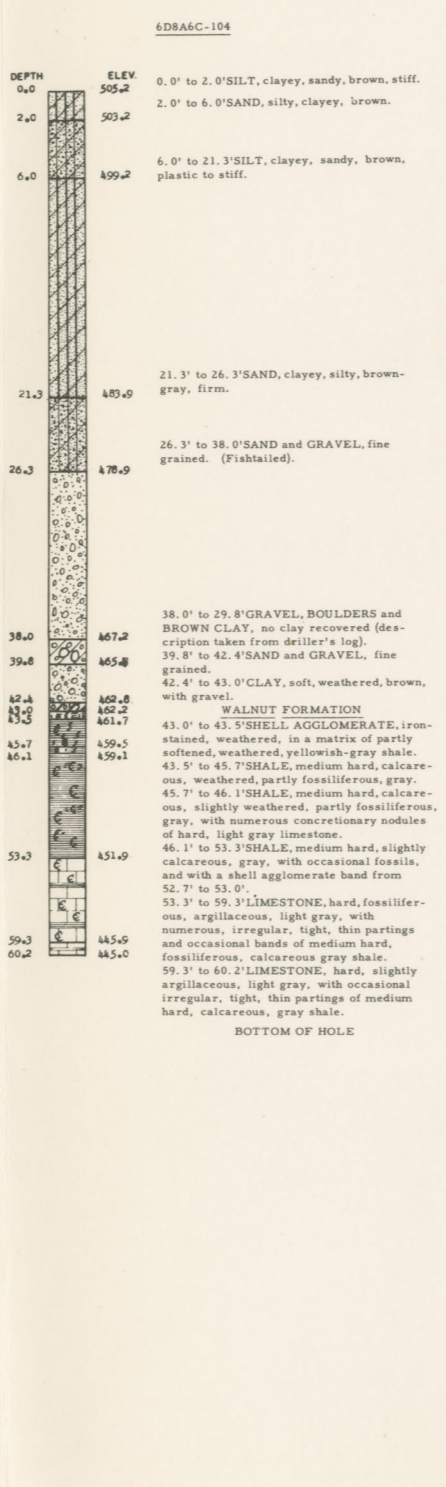 6D8A6C-104
DEPTH ELEV.
0.0 505.2
0.0' to 2.0'SILT, clayey, sandy, brown, stiff.
2.0' to 6.0'SAND, silty, clayey, brown.
2.0 503.2
6.0' to 21.3'SILT, clayey, sandy, brown,
plastic to stiff.
6.0 499.2
21.3' to 26.3'SAND, clayey, silty, brown-
gray, firm.
21.3 483.9
26.3' to 38.0'SAND and GRAVEL, fine
grained. (Fishtailed).
26.3 478.9
38.0' to 29.8'GRAVEL, BOULDERS and
BROWN CLAY, no clay recovered (des-
cription taken from driller's log).
38.0 467.2
39.8' to 42.4'SAND and GRAVEL, fine
grained.
39.8 465.4
42.4' to 43.0'CLAY, soft, weathered, brown,
with gravel.
42.4 462.8
WALNUT FORMATION
43.0 462.2
43.5 461.7
43.0' to 43.5'SHELL AGGLOMERATE, iron-
stained, weathered, in a matrix of partly
softened, weathered, yellowish-gray shale.
45.7 459.5
46.1 459.1
43.5' to 45.7'SHALE, medium hard, calcare-
ous, weathered, partly fossiliferous, gray.
45.7' to 46.1'SHALE, medium hard, calcare-
ous, slightly weathered, partly fossiliferous,
gray, with numerous concretionary nodules
of hard, light gray limestone.
46.1' to 53.3'SHALE, medium hard, slightly
calcareous, gray, with occasional fossils,
and with a shell agglomerate band from
52.7' to 53.0'.
53.3 451.9
53.3' to 59.3'LIMESTONE, hard, fossilifer-
ous, argillaceous, light gray, with
numerous, irregular, tight, thin partings
and occasional bands of medium hard,
fossiliferous, calcareous gray shale.
59.3 445.9
60.2 445.0
59.3' to 60.2'LIMESTONE, hard, slightly
argillaceous, light gray, with occasional
irregular, tight, thin partings of medium
hard, calcareous, gray shale.
BOTTOM OF HOLE